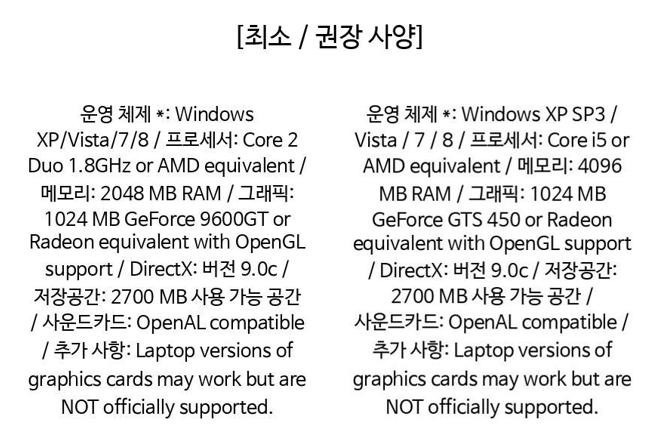 [최소 / 권장 사양]
운영 체제 *: Windows
XP/Vista/7/8 / 프로세서: Core 2
Duo 1.8GHz or AMD equivalent /
메모리: 2048 MB RAM / 그래픽:
1024 MB GeForce 9600GT or
Radeon equivalent with OpenGL
support / DirectX: 버전 9.0c /
저장공간: 2700 MB 사용 가능 공간
/ 사운드카드: OpenAL compatible
/ 추가 사항: Laptop versions of
graphics cards may work but are
NOT officially supported.
운영 체제 *: Windows XP SP3 /
Vista / 7 / 8 / 프로세서: Core i5 or
AMD equivalent / 메모리: 4096
MB RAM / 그래픽: 1024 MB
GeForce GTS 450 or Radeon
equivalent with OpenGL support
/ DirectX: 버전 9.0c / 저장공간:
2700 MB 사용 가능 공간 /
사운드카드: OpenAL compatible /
추가 사항: Laptop versions of
graphics cards may work but are
NOT officially supported.